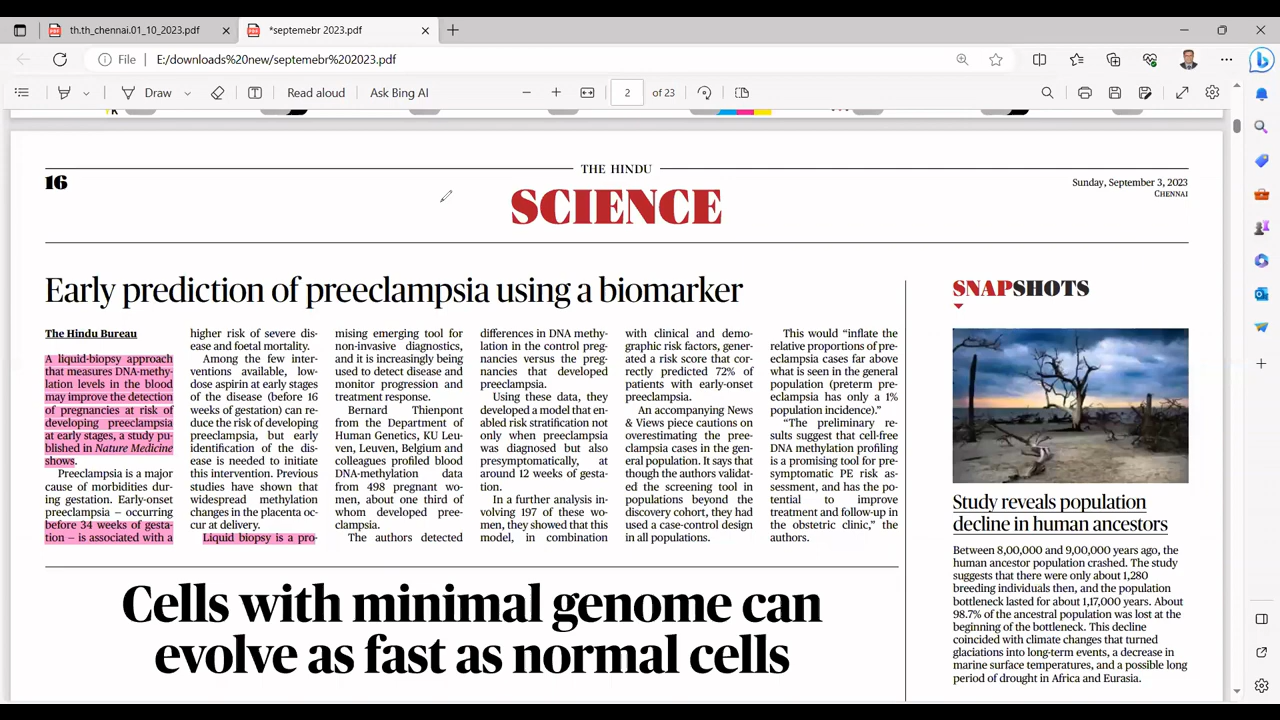 th.th_chennai.01_10_2023.pdf
*septemebr 2023.pdf
File
E:/downloads%20new/septemebr%202023.pdf
Draw
Read aloud
Ask Bing AI
2
of 23
16
THE HINDU
SCIENCE
Sunday, September 3, 2023
CHENNAI
Early prediction of preeclampsia using a biomarker
The Hindu Bureau
A liquid-biopsy approach
that measures DNA-methy-
lation levels in the blood
may improve the detection
of pregnancies at risk of
developing preeclampsia
at early stages, a study pu-
blished in Nature Medicine
shows.
Preeclampsia is a major
cause of morbidities dur-
ing gestation. Early-onset
preeclampsia – occurring
before 34 weeks of gesta-
tion – is associated with a
higher risk of severe dis-
ease and foetal mortality.
Among the few inter-
ventions available, low-
dose aspirin at early stages
of the disease (before 16
weeks of gestation) can re-
duce the risk of developing
preeclampsia, but early
identification of the dis-
ease is needed to initiate
this intervention. Previous
studies have shown that
widespread methylation
changes in the placenta oc-
cur at delivery.
Liquid biopsy is a pro-
mising emerging tool for
non-invasive diagnostics,
and it is increasingly being
used to detect disease and
monitor progression and
treatment response.
Bernard Thienpont
from the Department of
Human Genetics, KU Leu-
ven, Leuven, Belgium and
colleagues profiled blood
DNA-methylation data
from 498 pregnant wo-
men, about one third of
whom developed pree-
clampsia.
The authors detected
differences in DNA methy-
lation in the control preg-
nancies versus the preg-
nancies that developed
preeclampsia.
Using these data, they
developed a model that en-
abled risk stratification not
only when preeclampsia
was diagnosed but also
presymptomatically, at
around 12 weeks of gesta-
tion.
In a further analysis in-
volving 197 of these wo-
men, they showed that this
model, in combination
with clinical and demo-
graphic risk factors, gener-
ated a risk score that cor-
rectly predicted 72% of
patients with early-onset
preeclampsia.
An accompanying News
& Views piece cautions on
overestimating the pree-
clampsia cases in the gen-
eral population. It says that
though the authors validat-
ed the screening tool in
populations beyond the
discovery cohort, they had
used a case-control design
in all populations.
This would “inflate the
relative proportions of pre-
eclampsia cases far above
what is seen in the general
population (preterm pre-
eclampsia has only a 1%
population incidence).”
“The preliminary re-
sults suggest that cell-free
DNA methylation profiling
is a promising tool for pre-
symptomatic PE risk as-
sessment, and has the po-
tential to improve
treatment and follow-up in
the obstetric clinic,” the
authors.
Cells with minimal genome can
evolve as fast as normal cells
SNAPSHOTS
Study reveals population
decline in human ancestors
Between 8,00,000 and 9,00,000 years ago, the
human ancestor population crashed. The study
suggests that there were only about 1,280
breeding individuals then, and the population
bottleneck lasted for about 1,17,000 years. About
98.7% of the ancestral population was lost at the
beginning of the bottleneck. This decline
coincided with climate changes that turned
glaciations into long-term events, a decrease in
marine surface temperatures, and a possible long
period of drought in Africa and Eurasia.